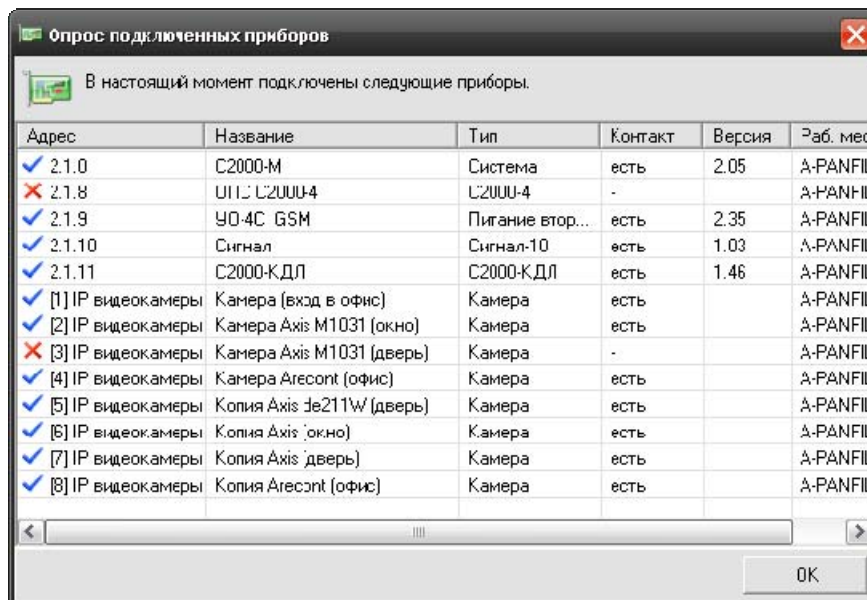 Опрос подключенных приборов
В настоящий момент подключены следующие приборы.
Адрес Название Тип Контакт Версия Раб. мес
2.1.0 С2000-М Система есть 2.05 A-PANFIL
2.1.8 ОПС С2000-4 С2000-4 - A-PANFIL
2.1.9 УО-4С GSM Питание втор... есть 2.35 A-PANFIL
2.1.10 Сигнал Сигнал-10 есть 1.03 A-PANFIL
2.1.11 С2000-КДЛ С2000-КДЛ есть 1.46 A-PANFIL
[1] IP видеокамеры Камера (вход в офис) Камера есть A-PANFIL
[2] IP видеокамеры Камера Axis M1031 (окно) Камера есть A-PANFIL
[3] IP видеокамеры Камера Axis M1031 (дверь) Камера - A-PANFIL
[4] IP видеокамеры Камера Arecont (офис) Камера есть A-PANFIL
[5] IP видеокамеры Копия Axis de211W (дверь) Камера есть A-PANFIL
[6] IP видеокамеры Копия Axis (окно) Камера есть A-PANFIL
[7] IP видеокамеры Копия Axis (дверь) Камера есть A-PANFIL
[8] IP видеокамеры Копия Arecont (офис) Камера есть A-PANFIL
OK